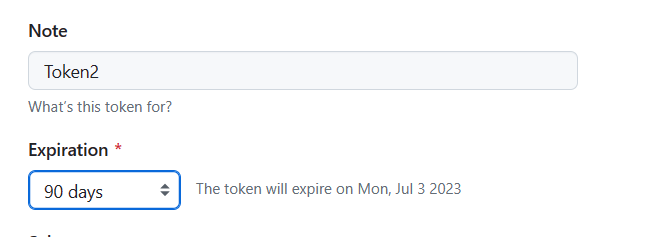 Note
Token2
What's this token for?
Expiration *
90 days
The token will expire on Mon, Jul 3 2023